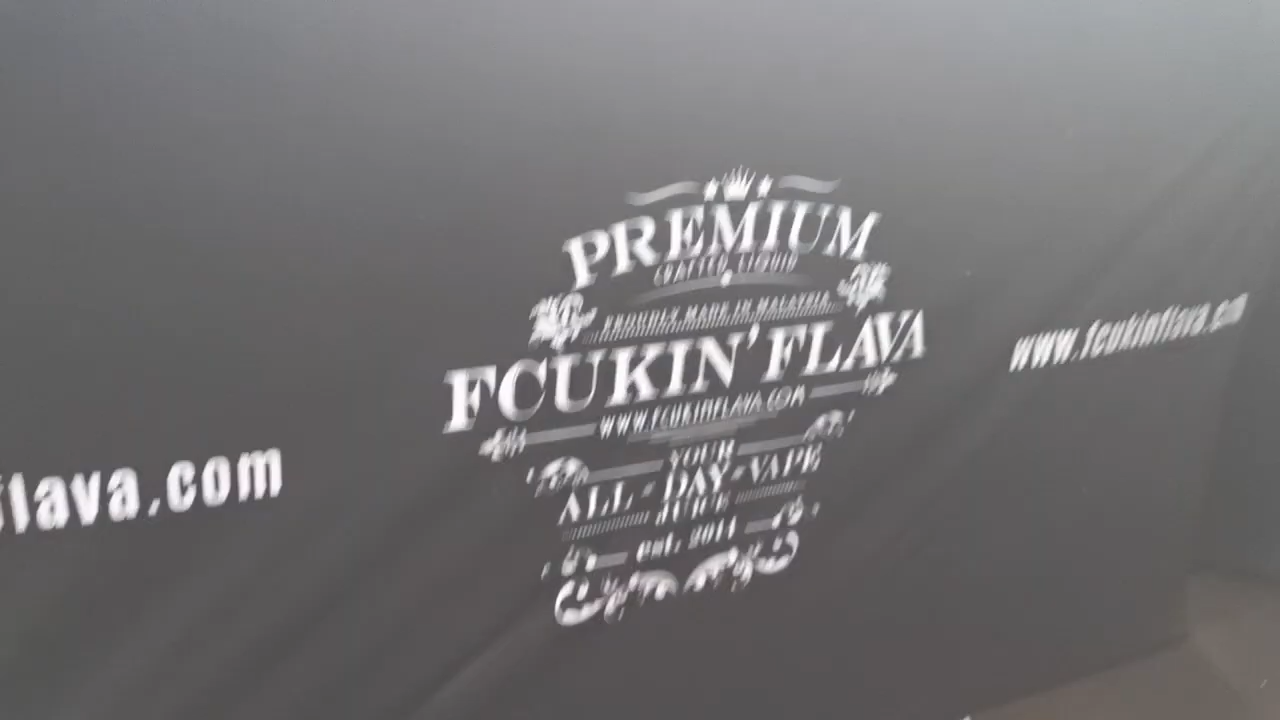 PREMIUM
CRAFTED LIQUID
PROUDLY MADE IN MALAYSIA
FCUKIN' FLAVA
WWW.FCUKINFLAVA.COM
YOUR
ALL-DAY-VAPE
JUICE
est. 2011
flava.com
www.fcukinflava.com